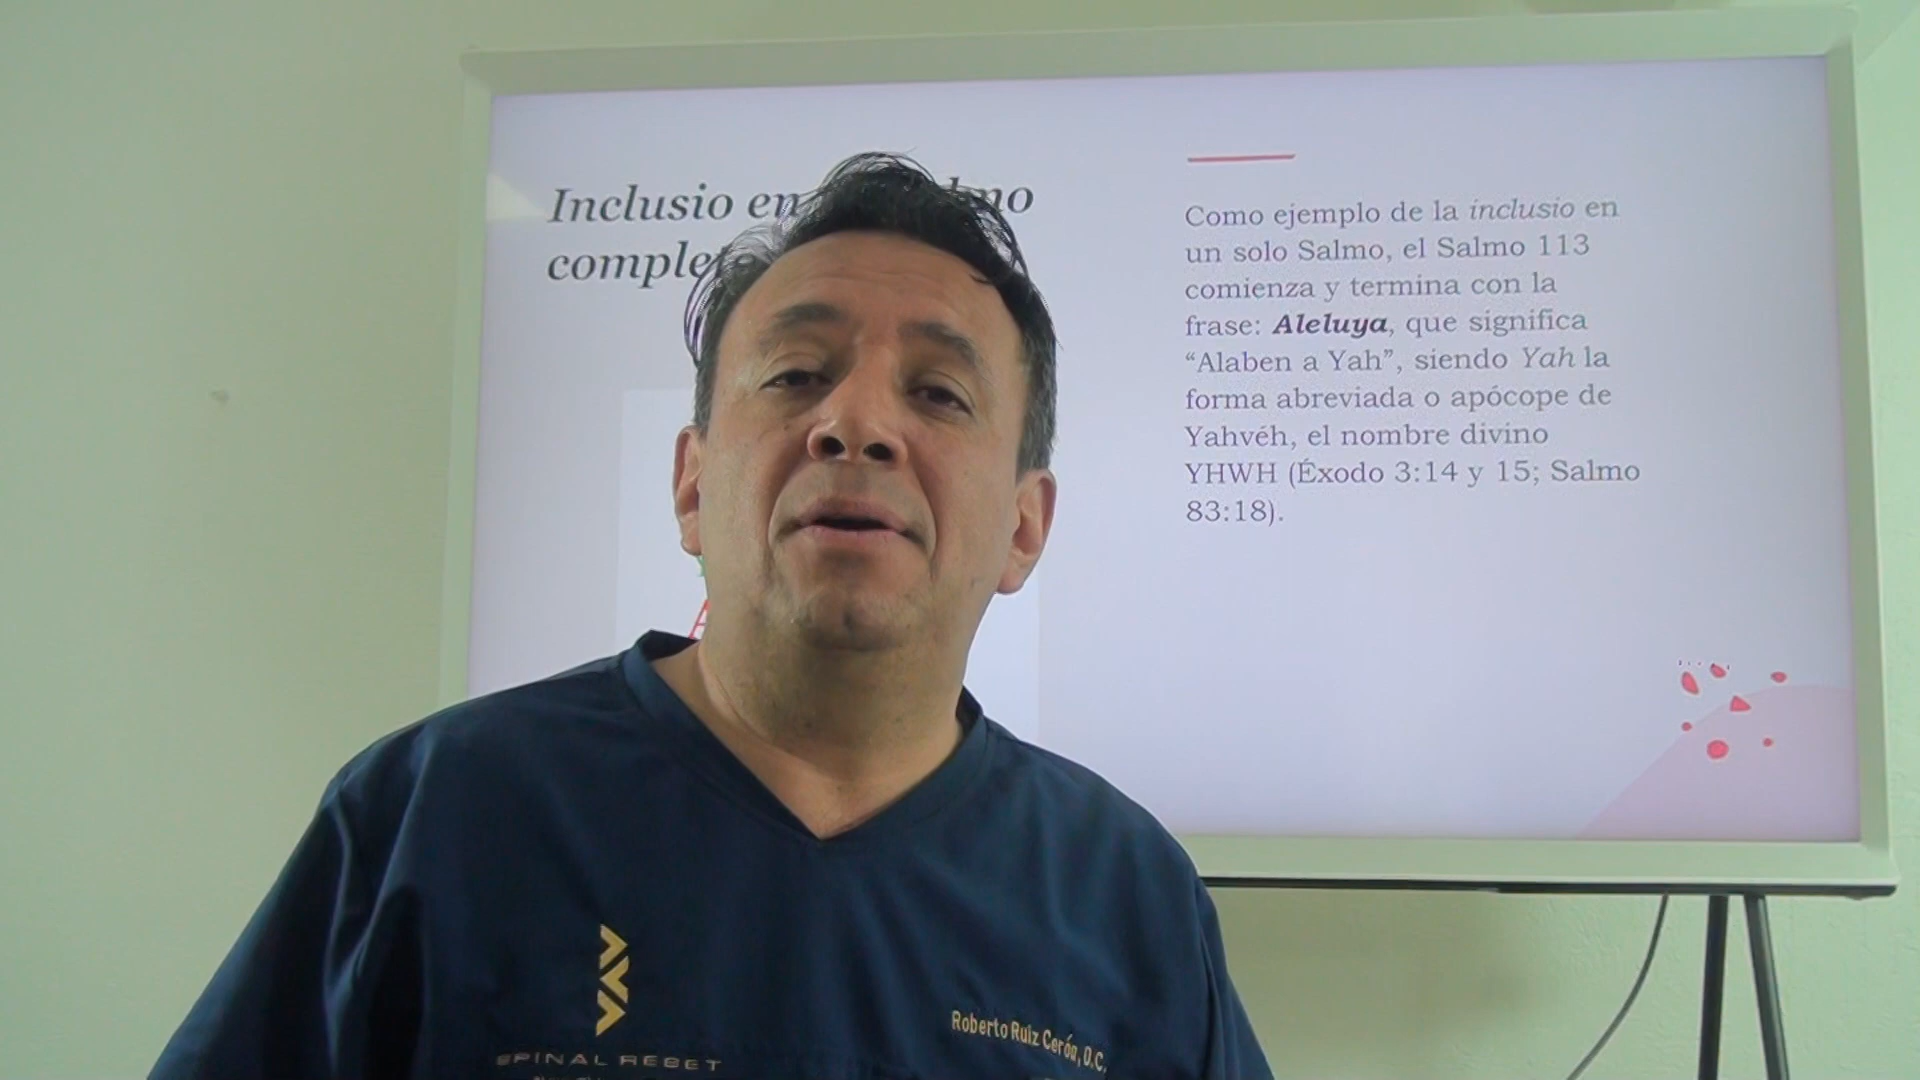 Inclusio en
complet
Como ejemplo de la inclusio en
un solo Salmo, el Salmo 113
comienza y termina con la
frase: Aleluya, que significa
“Alaben a Yah”, siendo Yah la
forma abreviada o apócope de
Yahvéh, el nombre divino
YHWH (Éxodo 3:14 y 15; Salmo
83:18).
Roberto Ruiz Cerón, D.C.
SPINAL RESET